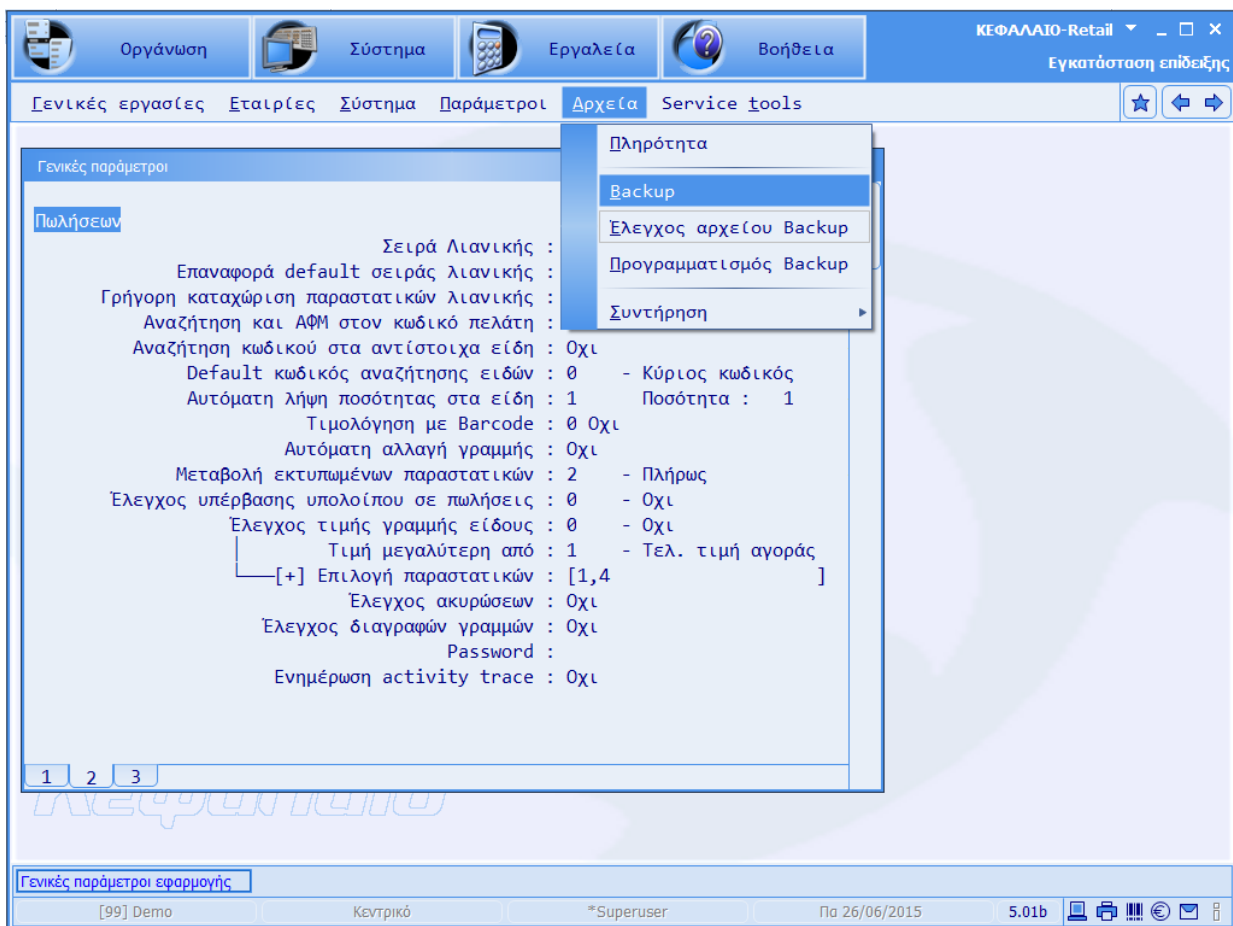 Οργάνωση Σύστημα Εργαλεία Βοήθεια ΚΕΦΑΛΑΙΟ-Retail
Εγκατάσταση επίδειξης
Γενικές εργασίες Εταιρίες Σύστημα Παράμετροι Αρχεία Service tools
Πληρότητα
Backup
Έλεγχος αρχείου Backup
Προγραμματισμός Backup
Συντήρηση
Γενικές παράμετροι
Πωλήσεων
Σειρά Λιανικής :
Επαναφορά default σειράς λιανικής :
Γρήγορη καταχώριση παραστατικών λιανικής :
Αναζήτηση και ΑΦΜ στον κωδικό πελάτη :
Αναζήτηση κωδικού στα αντίστοιχα είδη : Οχι
Default κωδικός αναζήτησης ειδών : 0 - Κύριος κωδικός
Αυτόματη λήψη ποσότητας στα είδη : 1 Ποσότητα : 1
Τιμολόγηση με Barcode : 0 Οχι
Αυτόματη αλλαγή γραμμής : Οχι
Μεταβολή εκτυπωμένων παραστατικών : 2 - Πλήρως
Έλεγχος υπέρβασης υπολοίπου σε πωλήσεις : 0 - Οχι
Έλεγχος τιμής γραμμής είδους : 0 - Οχι
Τιμή μεγαλύτερη από : 1 - Τελ. τιμή αγοράς
[+] Επιλογή παραστατικών : [1,4 ]
Έλεγχος ακυρώσεων : Οχι
Έλεγχος διαγραφών γραμμών : Οχι
Password :
Ενημέρωση activity trace : Οχι
1 2 3
Κεφάλαιο
Γενικές παράμετροι εφαρμογής
[99] Demo Κεντρικό *Superuser Πα 26/06/2015 5.01b